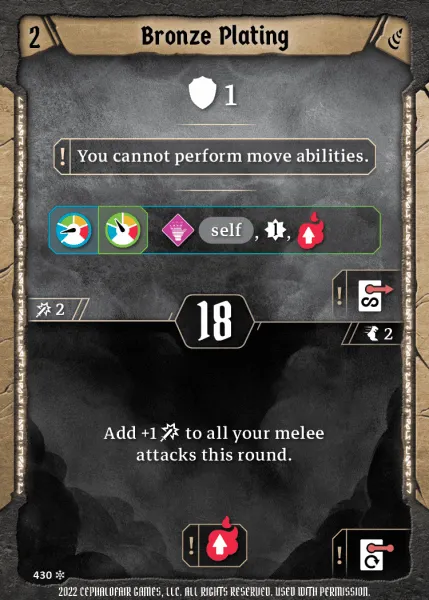 2
Bronze Plating
1
! You cannot perform move abilities.
self, 1,
!
2
18
2
Add +1 to all your melee
attacks this round.
!
!
430
2022 CEPHALOFAIR GAMES, LLC. ALL RIGHTS RESERVED. USED WITH PERMISSION.